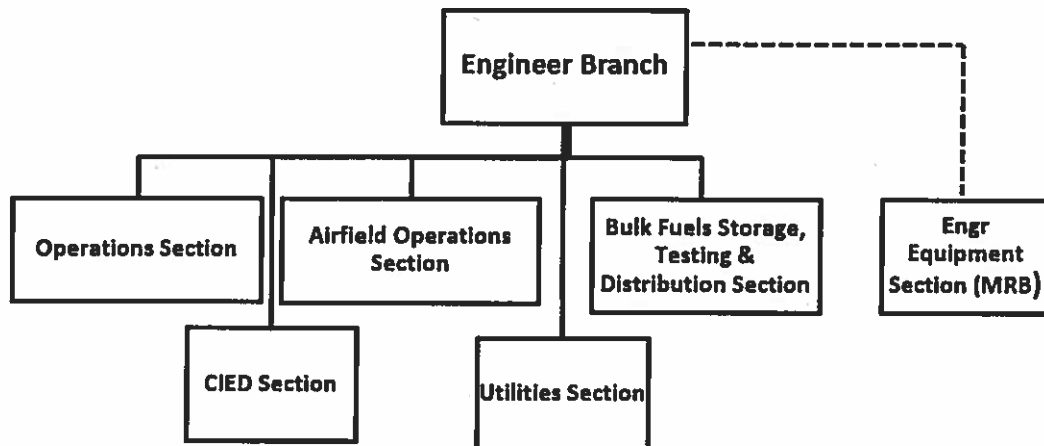 Engineer Branch
Operations Section
Airfield Operations
Section
Bulk Fuels Storage,
Testing &
Distribution Section
Engr
Equipment
Section (MRB)
CIED Section
Utilities Section